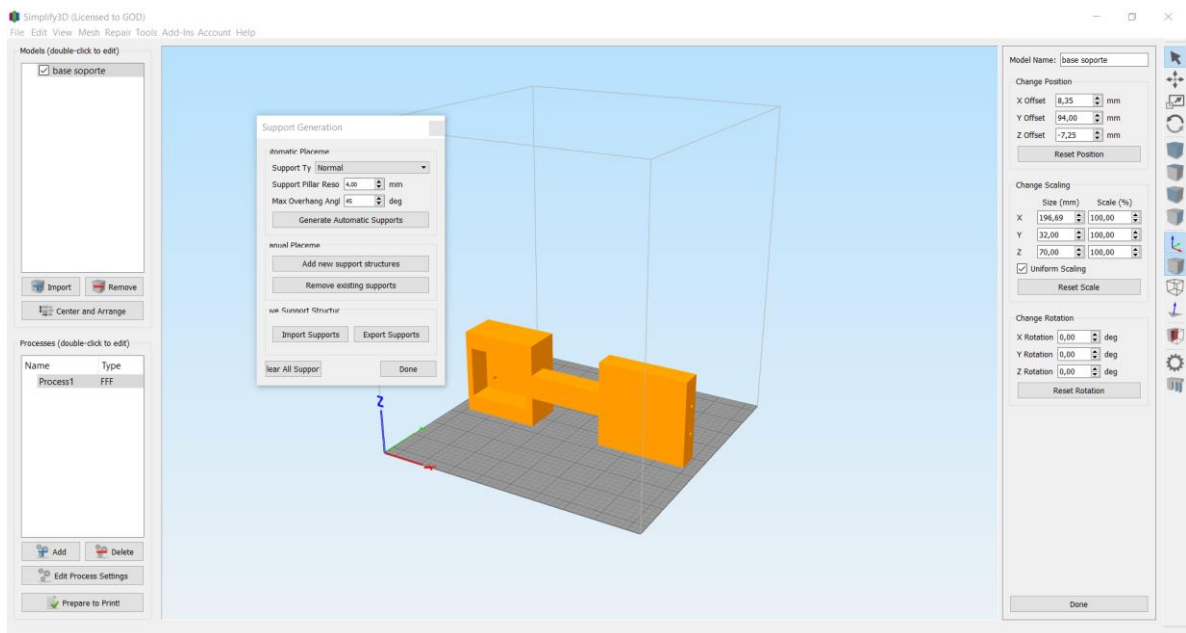 Simplify3D (Licensed to GOD)
File Edit View Mesh Repair Tools Add-Ins Account Help
Models (double-click to edit)
base soporte
Import Remove
Center and Arrange
Processes (double-click to edit)
Name Type
Process1 FFF
Add Delete
Edit Process Settings
Prepare to Print!
Support Generation
Support Ty Normal
Support Pillar Reso 4,00 mm
Max Overhang Angl 45 deg
Generate Automatic Supports
Add new support structures
Remove existing supports
Import Supports Export Supports
lear All Suppor Done
Z
Model Name: base soporte
Change Position
X Offset 8,35 mm
Y Offset 94,00 mm
Z Offset -7,25 mm
Reset Position
Change Scaling
Size (mm) Scale (%)
X 196,69 100,00
Y 32,00 100,00
Z 70,00 100,00
Uniform Scaling
Reset Scale
Change Rotation
X Rotation 0,00 deg
Y Rotation 0,00 deg
Z Rotation 0,00 deg
Reset Rotation
Done